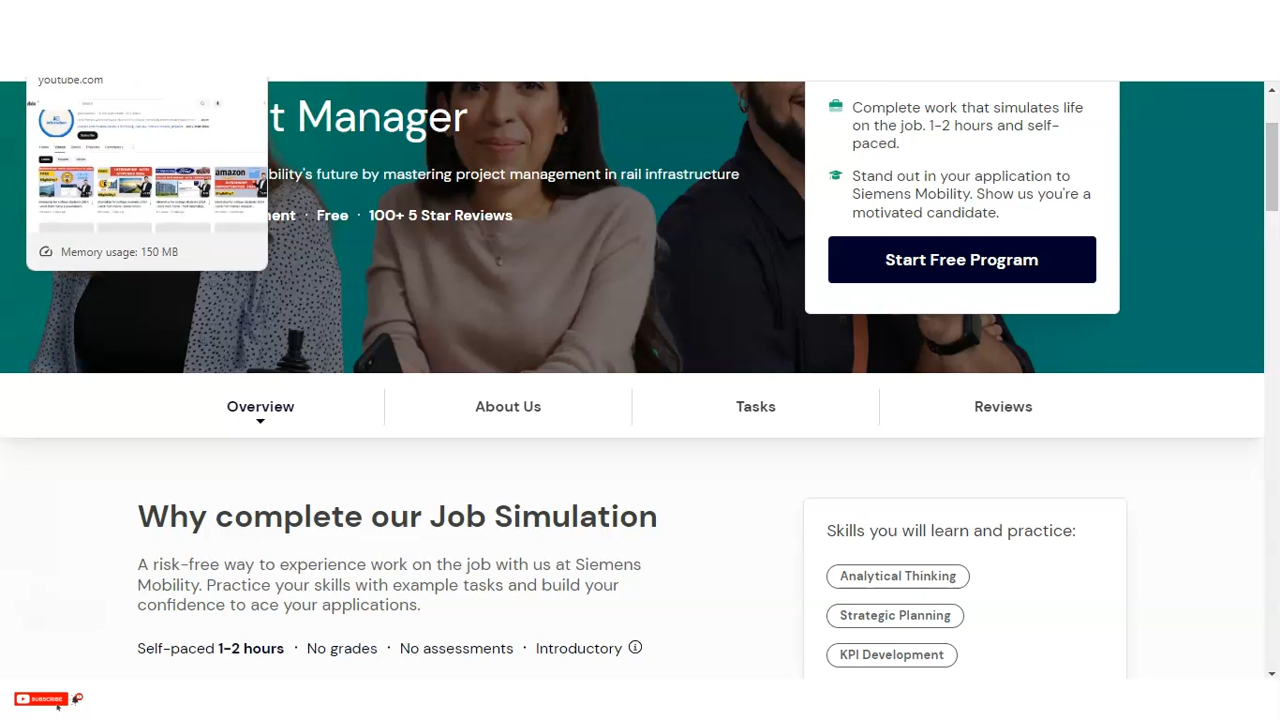 youtube.com
Search
Home
Videos
amazon
Memory usage: 150 MB
t Manager
bility's future by mastering project management in rail infrastructure
ment · Free · 100+ 5 Star Reviews
Complete work that simulates life
on the job. 1-2 hours and self-
paced.
Stand out in your application to
Siemens Mobility. Show us you're a
motivated candidate.
Start Free Program
Overview
About Us
Tasks
Reviews
Why complete our Job Simulation
A risk-free way to experience work on the job with us at Siemens
Mobility. Practice your skills with example tasks and build your
confidence to ace your applications.
Self-paced 1-2 hours · No grades · No assessments · Introductory
Skills you will learn and practice:
Analytical Thinking
Strategic Planning
KPI Development
SUBSCRIBE